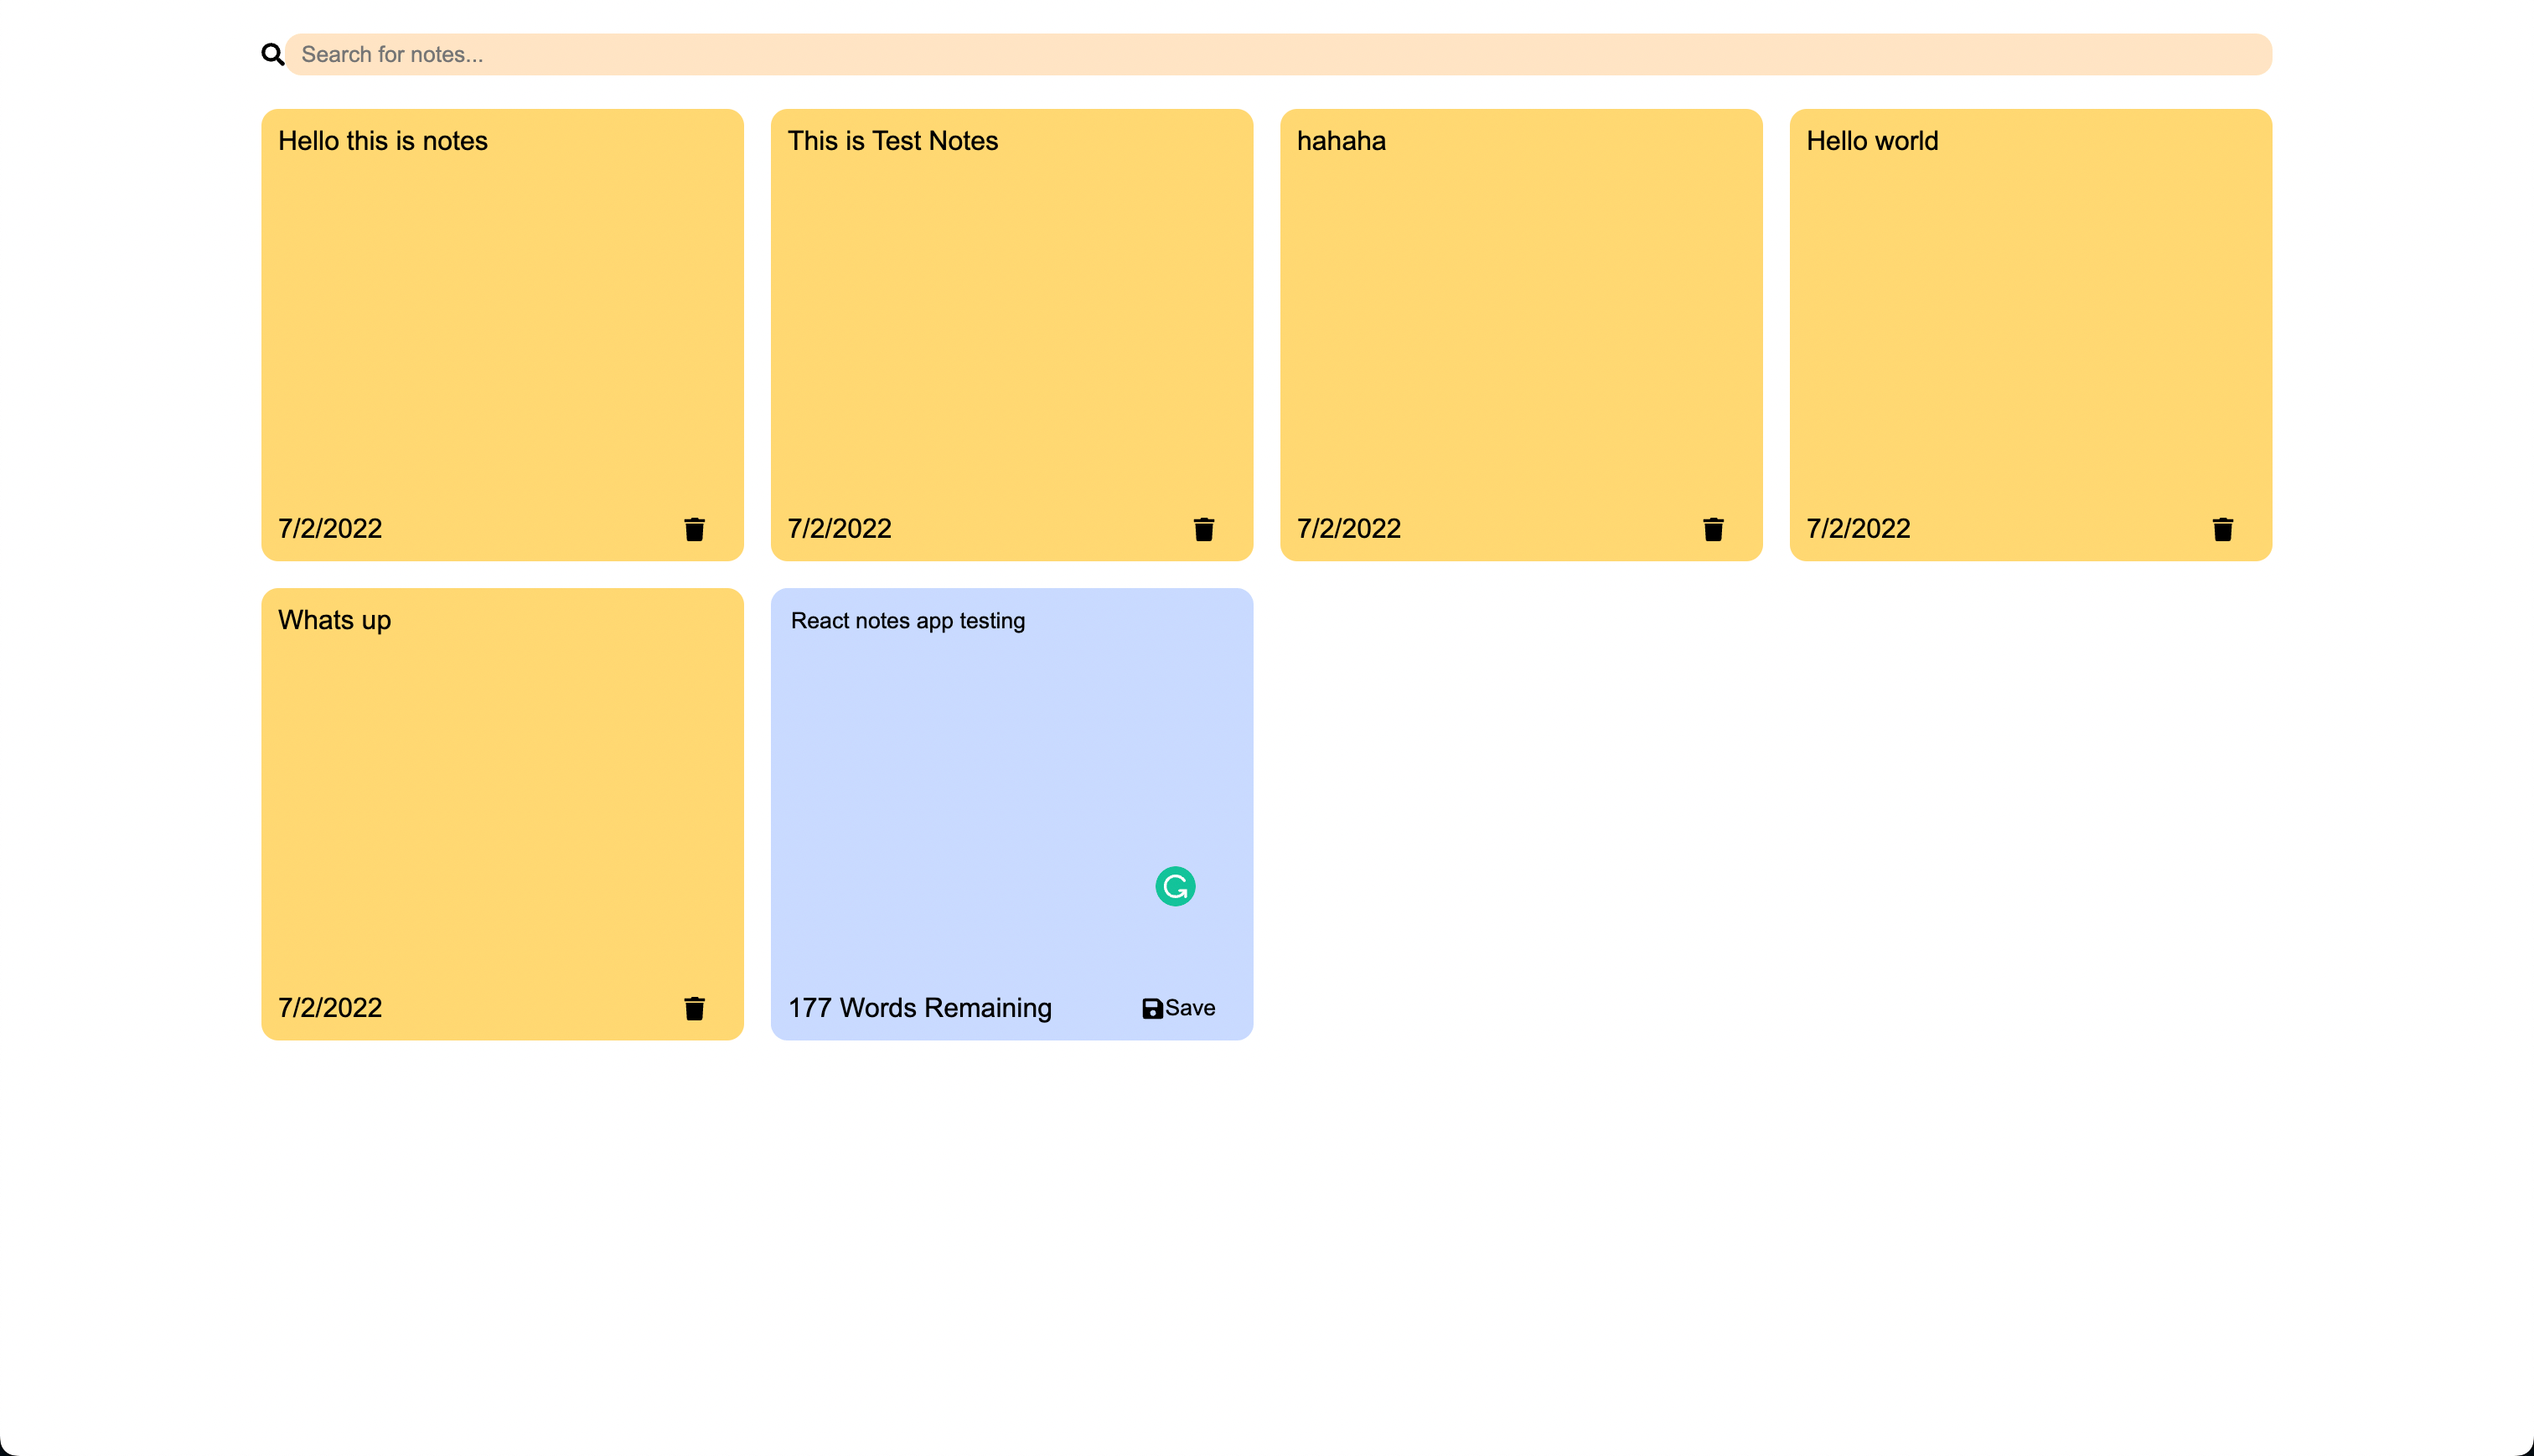 Search for notes...
Hello this is notes
This is Test Notes
hahaha
Hello world
7/2/2022
7/2/2022
7/2/2022
7/2/2022
Whats up
React notes app testing
7/2/2022
177 Words Remaining
Save